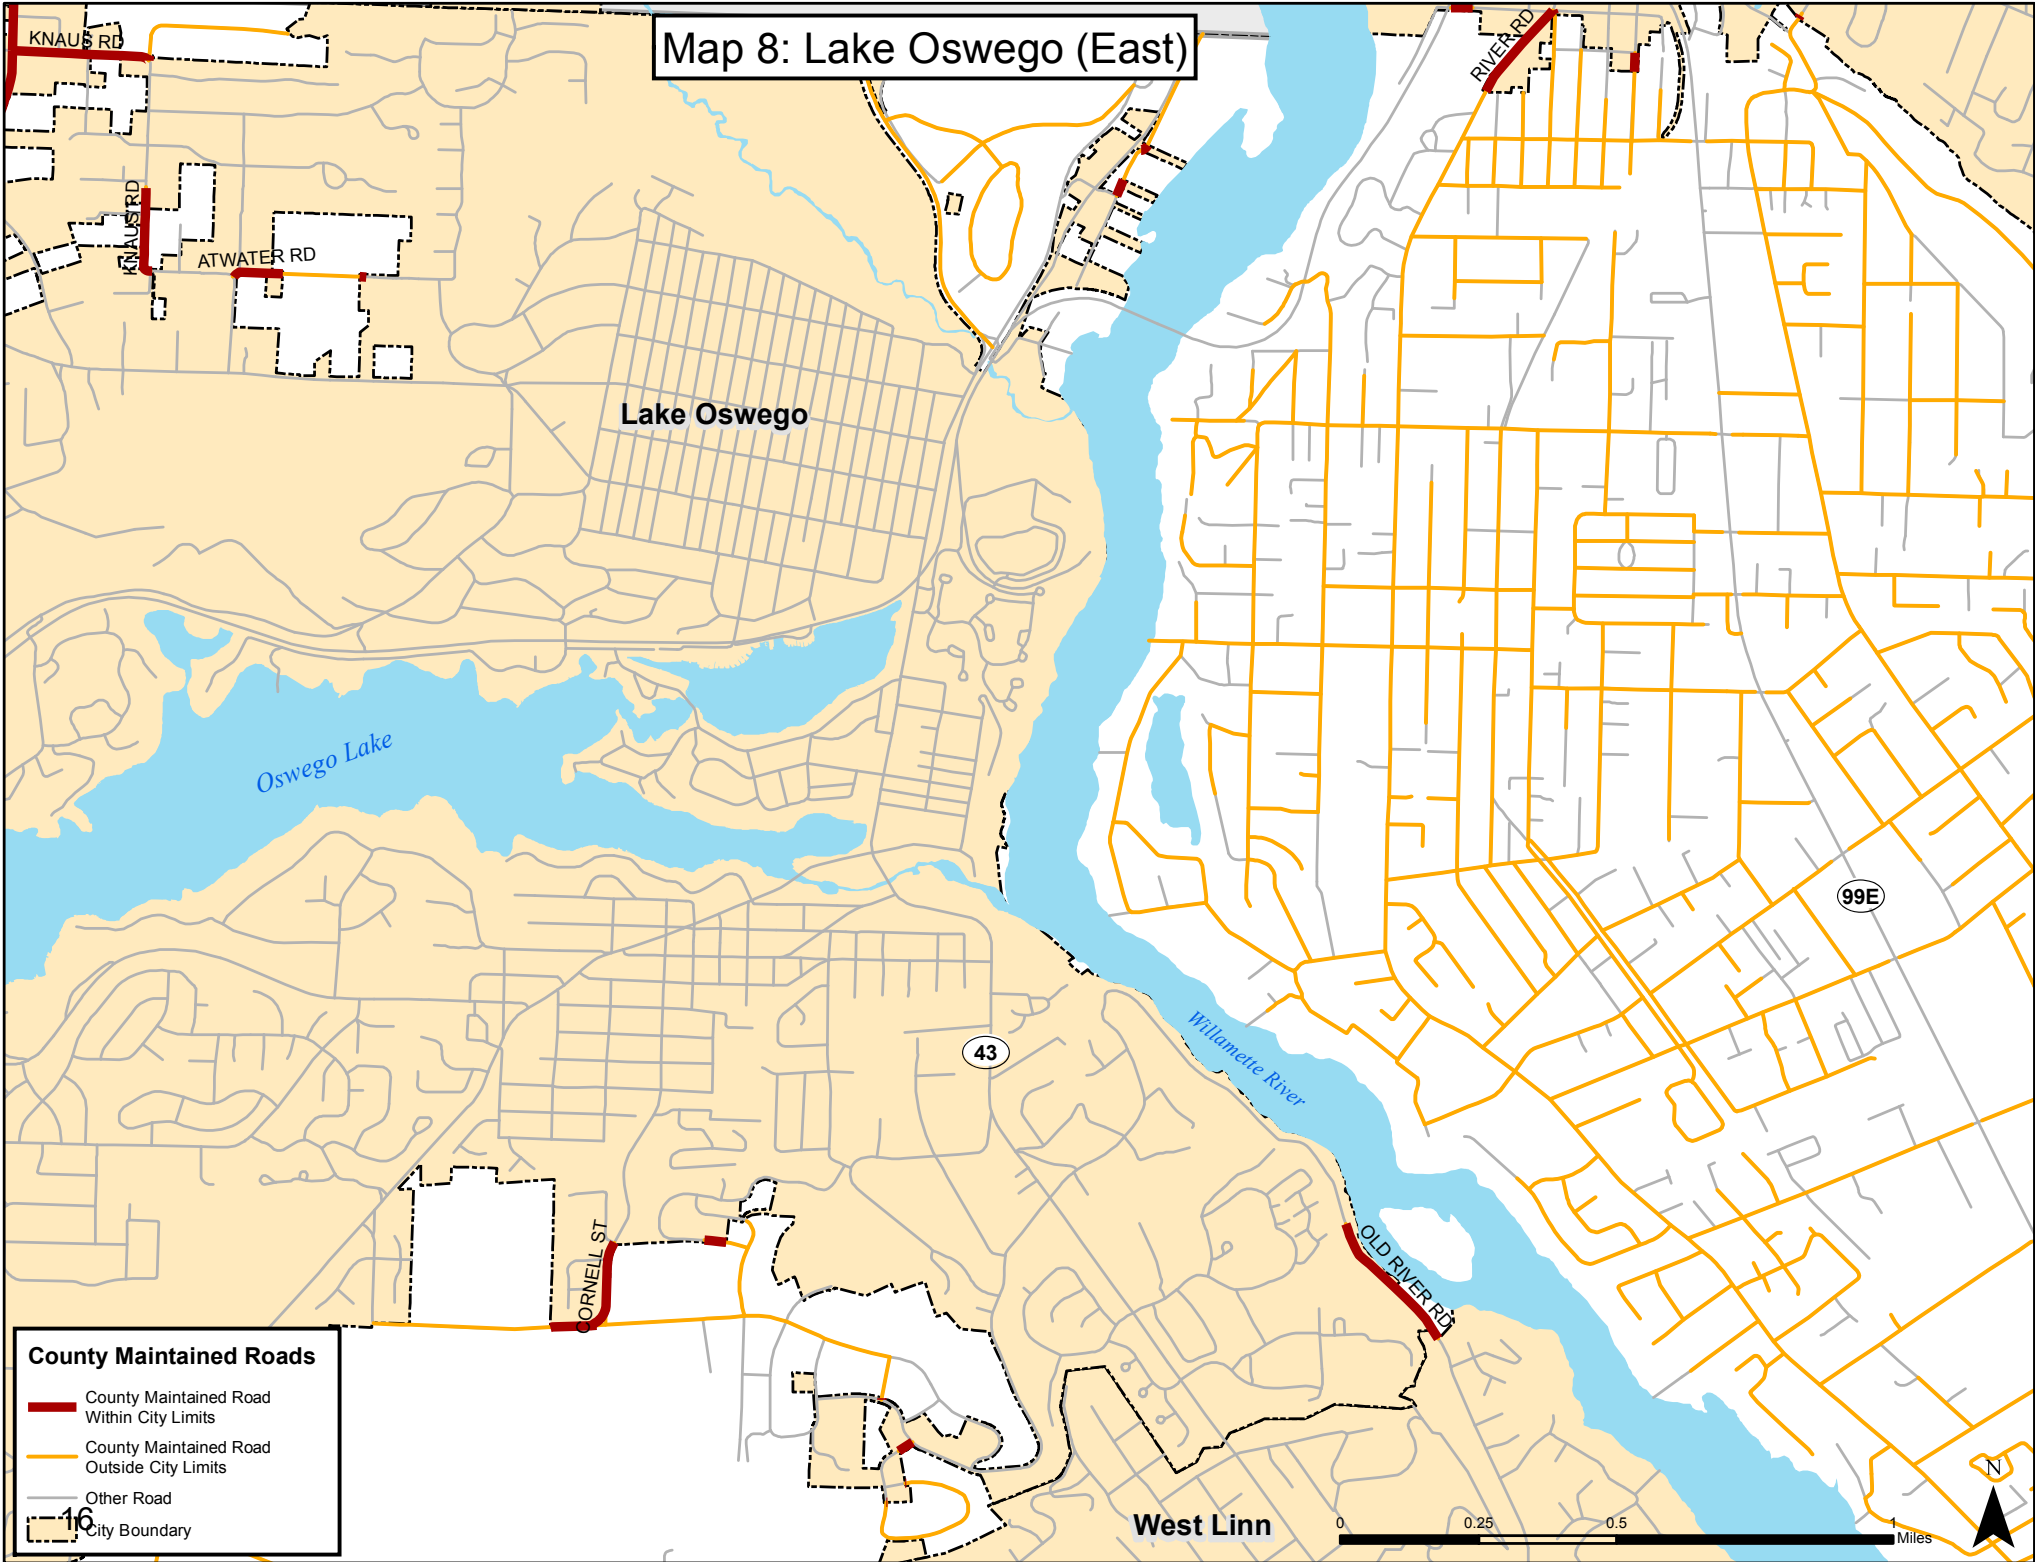 Map 8: Lake Oswego (East)
KNAUS RD
RIVER RD
KNAUS RD
ATWATER RD
Lake Oswego
Oswego Lake
99E
43
Willamette River
CORNELL ST
OLD RIVER RD
County Maintained Roads
County Maintained Road
Within City Limits
County Maintained Road
Outside City Limits
Other Road
City Boundary
16
West Linn
0 0.25 0.5 1
Miles
N